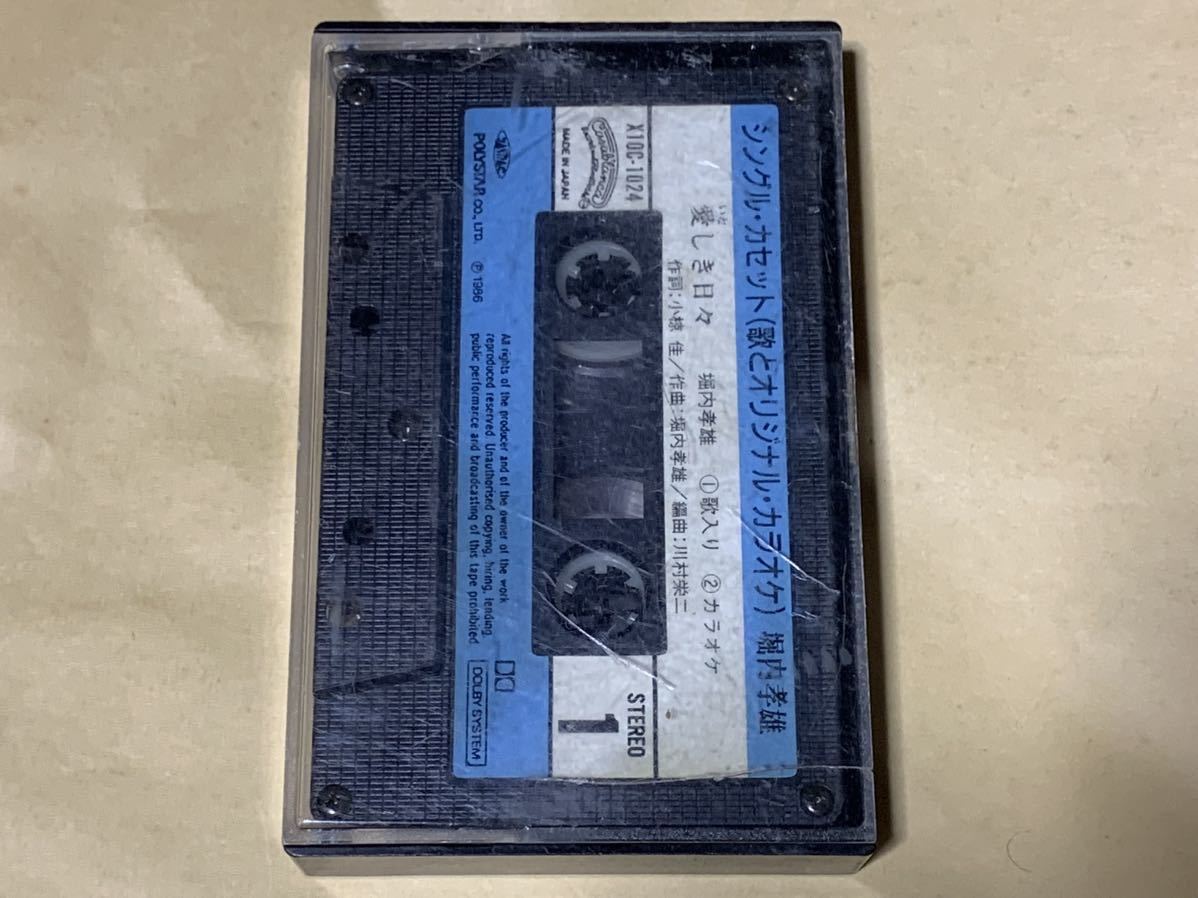 シングル・カセット(歌とオリジナル・カラオケ) 堀内孝雄
いと
愛しき日々 堀内孝雄 ①歌入り ②カラオケ
作詞:小椋 佳/作曲:堀内孝雄/編曲:川村栄二
X10C-1024
Casablanca
MADE IN JAPAN
STEREO
1
POLYSTAR CO., LTD. Ⓟ 1986
All rights of the producer and of the owner of the work
reproduced reserved. Unauthorised copying, hiring, lending,
public performance and broadcasting of this tape prohibited.
DOLBY SYSTEM